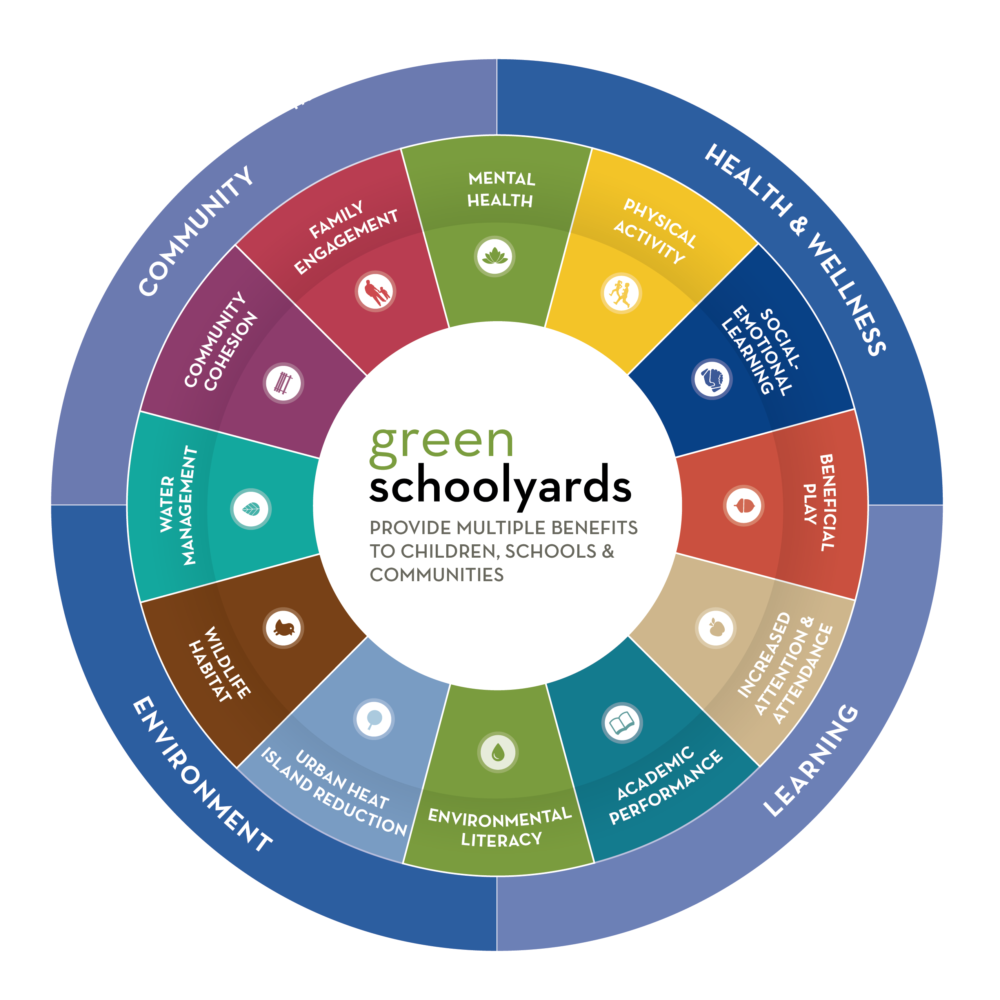 green
schoolyards
PROVIDE MULTIPLE BENEFITS
TO CHILDREN, SCHOOLS &
COMMUNITIES
HEALTH & WELLNESS
LEARNING
ENVIRONMENT
COMMUNITY
MENTAL
HEALTH
PHYSICAL
ACTIVITY
SOCIAL-
EMOTIONAL
LEARNING
BENEFICIAL
PLAY
INCREASED
ATTENTION &
ATTENDANCE
ACADEMIC
PERFORMANCE
ENVIRONMENTAL
LITERACY
URBAN HEAT
ISLAND REDUCTION
WILDLIFE
HABITAT
WATER
MANAGEMENT
COMMUNITY
COHESION
FAMILY
ENGAGEMENT